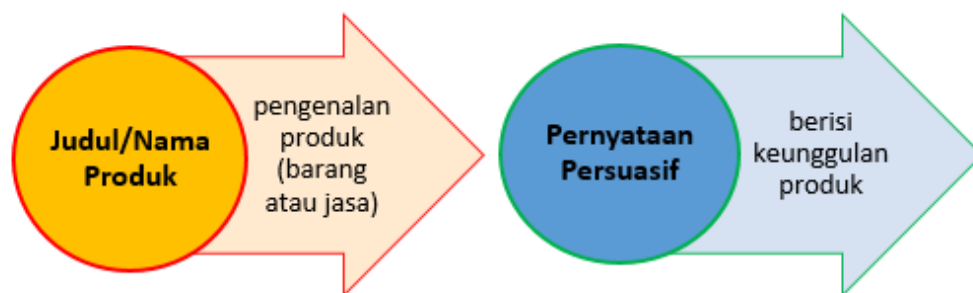 Judul/Nama
Produk
pengenalan
produk
(barang
atau jasa)
Pernyataan
Persuasif
berisi
keunggulan
produk